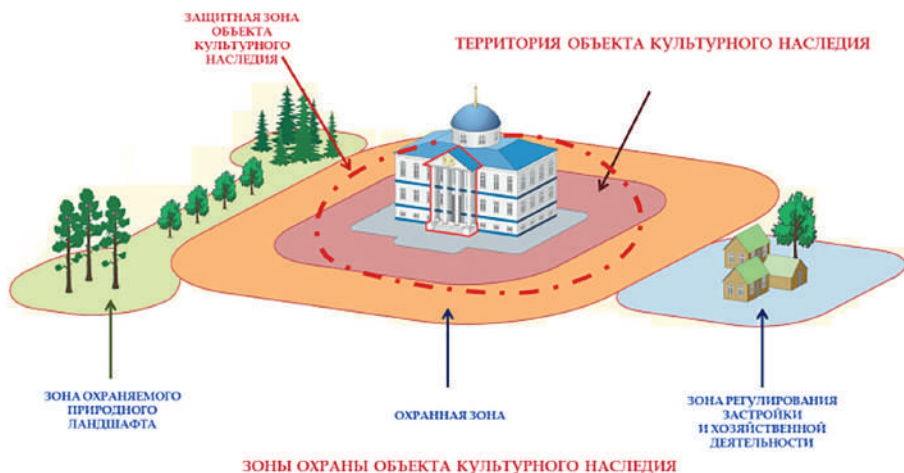 ЗАЩИТНАЯ ЗОНА
ОБЪЕКТА
КУЛЬТУРНОГО
НАСЛЕДИЯ
ТЕРРИТОРИЯ ОБЪЕКТА КУЛЬТУРНОГО НАСЛЕДИЯ
ЗОНА ОХРАНЯЕМОГО
ПРИРОДНОГО
ЛАНДШАФТА
ОХРАННАЯ ЗОНА
ЗОНА РЕГУЛИРОВАНИЯ
ЗАСТРОЙКИ
И ХОЗЯЙСТВЕННОЙ
ДЕЯТЕЛЬНОСТИ
ЗОНЫ ОХРАНЫ ОБЪЕКТА КУЛЬТУРНОГО НАСЛЕДИЯ